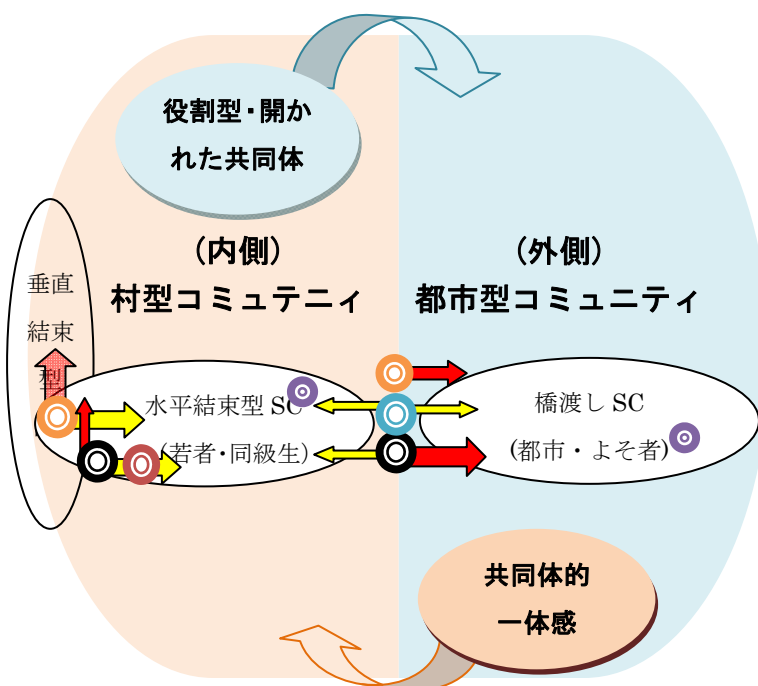 役割型・開か
れた共同体
(内側)
村型コミュテニィ
(外側)
都市型コミュニティ
垂直
結束
型
水平結束型 SC
(若者・同級生)
橋渡し SC
(都市・よそ者)
共同体的
一体感